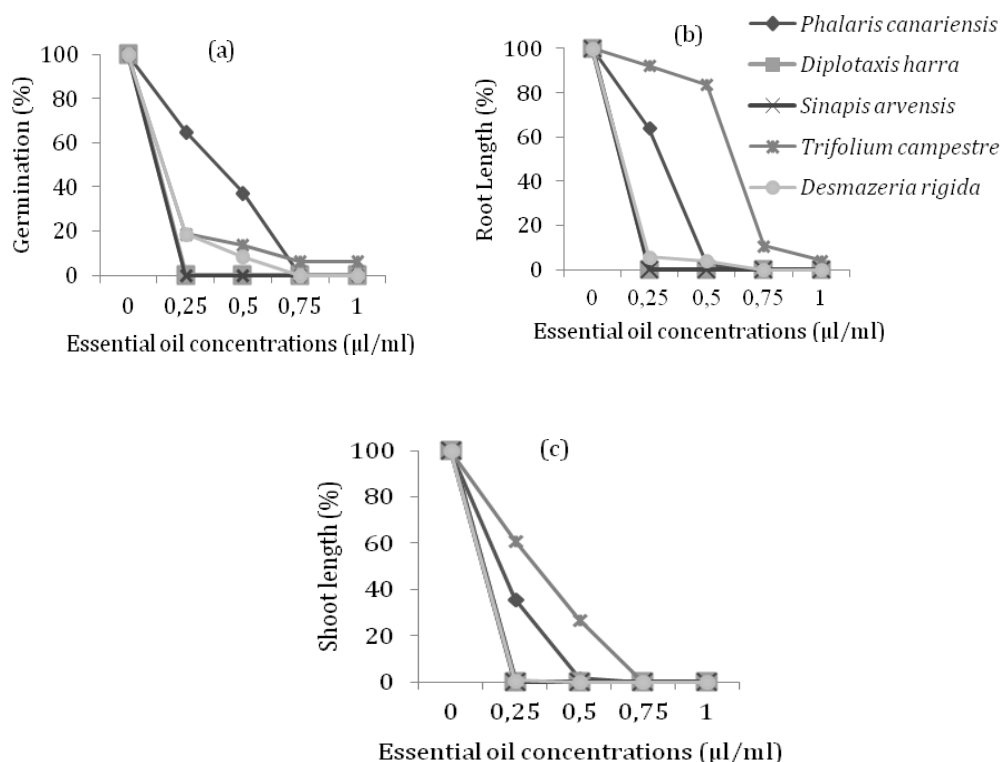 (a)
Germination (%)
100
80
60
40
20
0
0 0,25 0,5 0,75 1
Essential oil concentrations (µl/ml)
(b)
Root Length (%)
100
80
60
40
20
0
0 0,25 0,5 0,75 1
Essential oil concentrations (µl/ml)
Phalaris canariensis
Diplotaxis harra
Sinapis arvensis
Trifolium campestre
Desmazeria rigida
(c)
Shoot length (%)
100
80
60
40
20
0
0 0,25 0,5 0,75 1
Essential oil concentrations (µl/ml)